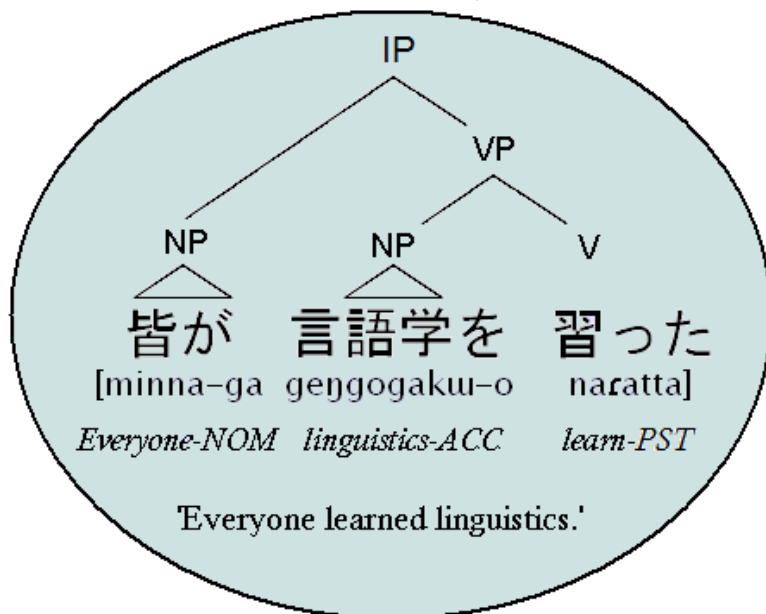 IP
VP
NP NP V
皆が 言語学を 習った
[minna-ga geŋgogakɯ-o naɾatta]
Everyone-NOM linguistics-ACC learn-PST
'Everyone learned linguistics.'